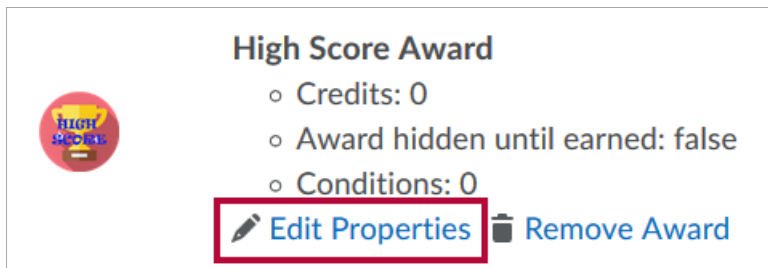 High Score Award
Credits: 0
HIGH
SCORE
Award hidden until earned: false
Conditions: 0
Edit Properties Remove Award